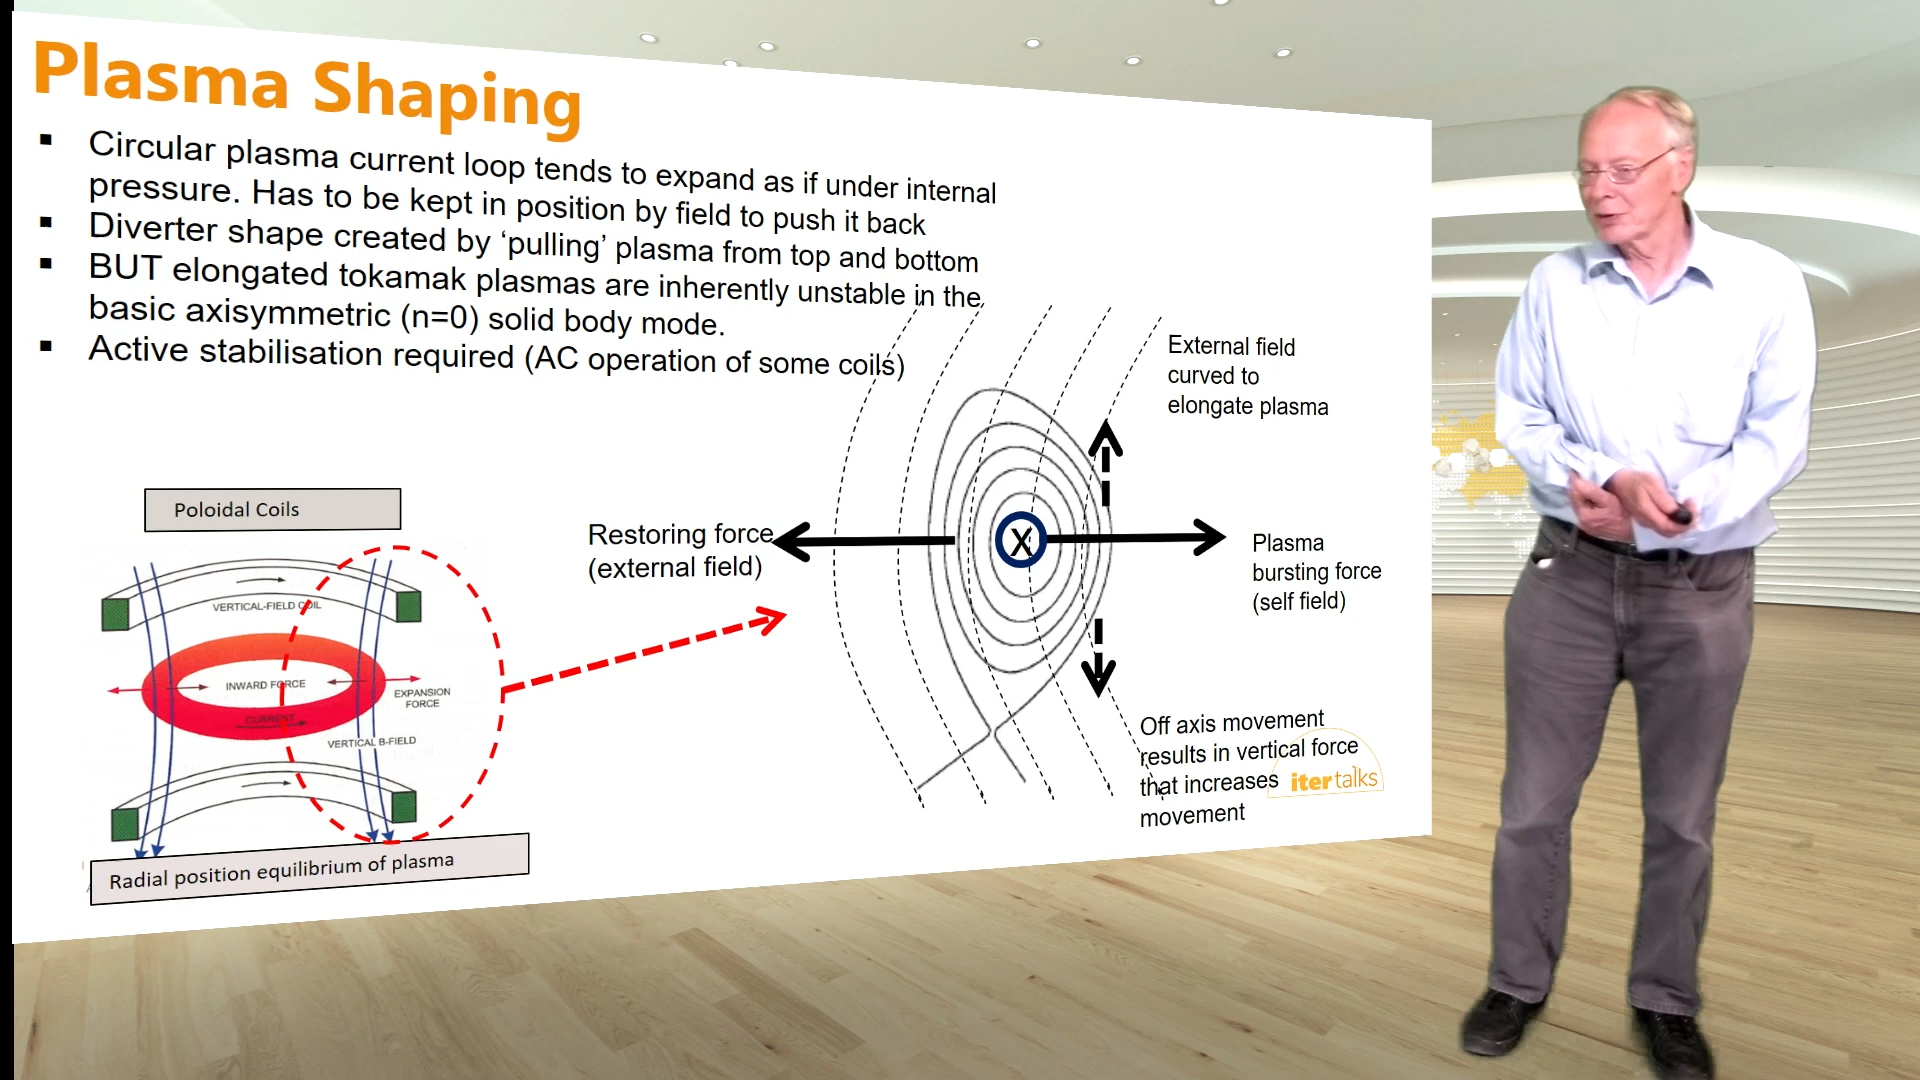 Plasma Shaping
▪ Circular plasma current loop tends to expand as if under internal
pressure. Has to be kept in position by field to push it back
▪ Diverter shape created by ‘pulling’ plasma from top and bottom
▪ BUT elongated tokamak plasmas are inherently unstable in the
basic axisymmetric (n=0) solid body mode.
▪ Active stabilisation required (AC operation of some coils)
External field
curved to
elongate plasma
Poloidal Coils
Restoring force
(external field)
X
Plasma
bursting force
(self field)
VERTICAL-FIELD COIL
INWARD FORCE
EXPANSION
FORCE
CURRENT
VERTICAL B-FIELD
Off axis movement
results in vertical force
that increases
movement
iter talks
Radial position equilibrium of plasma